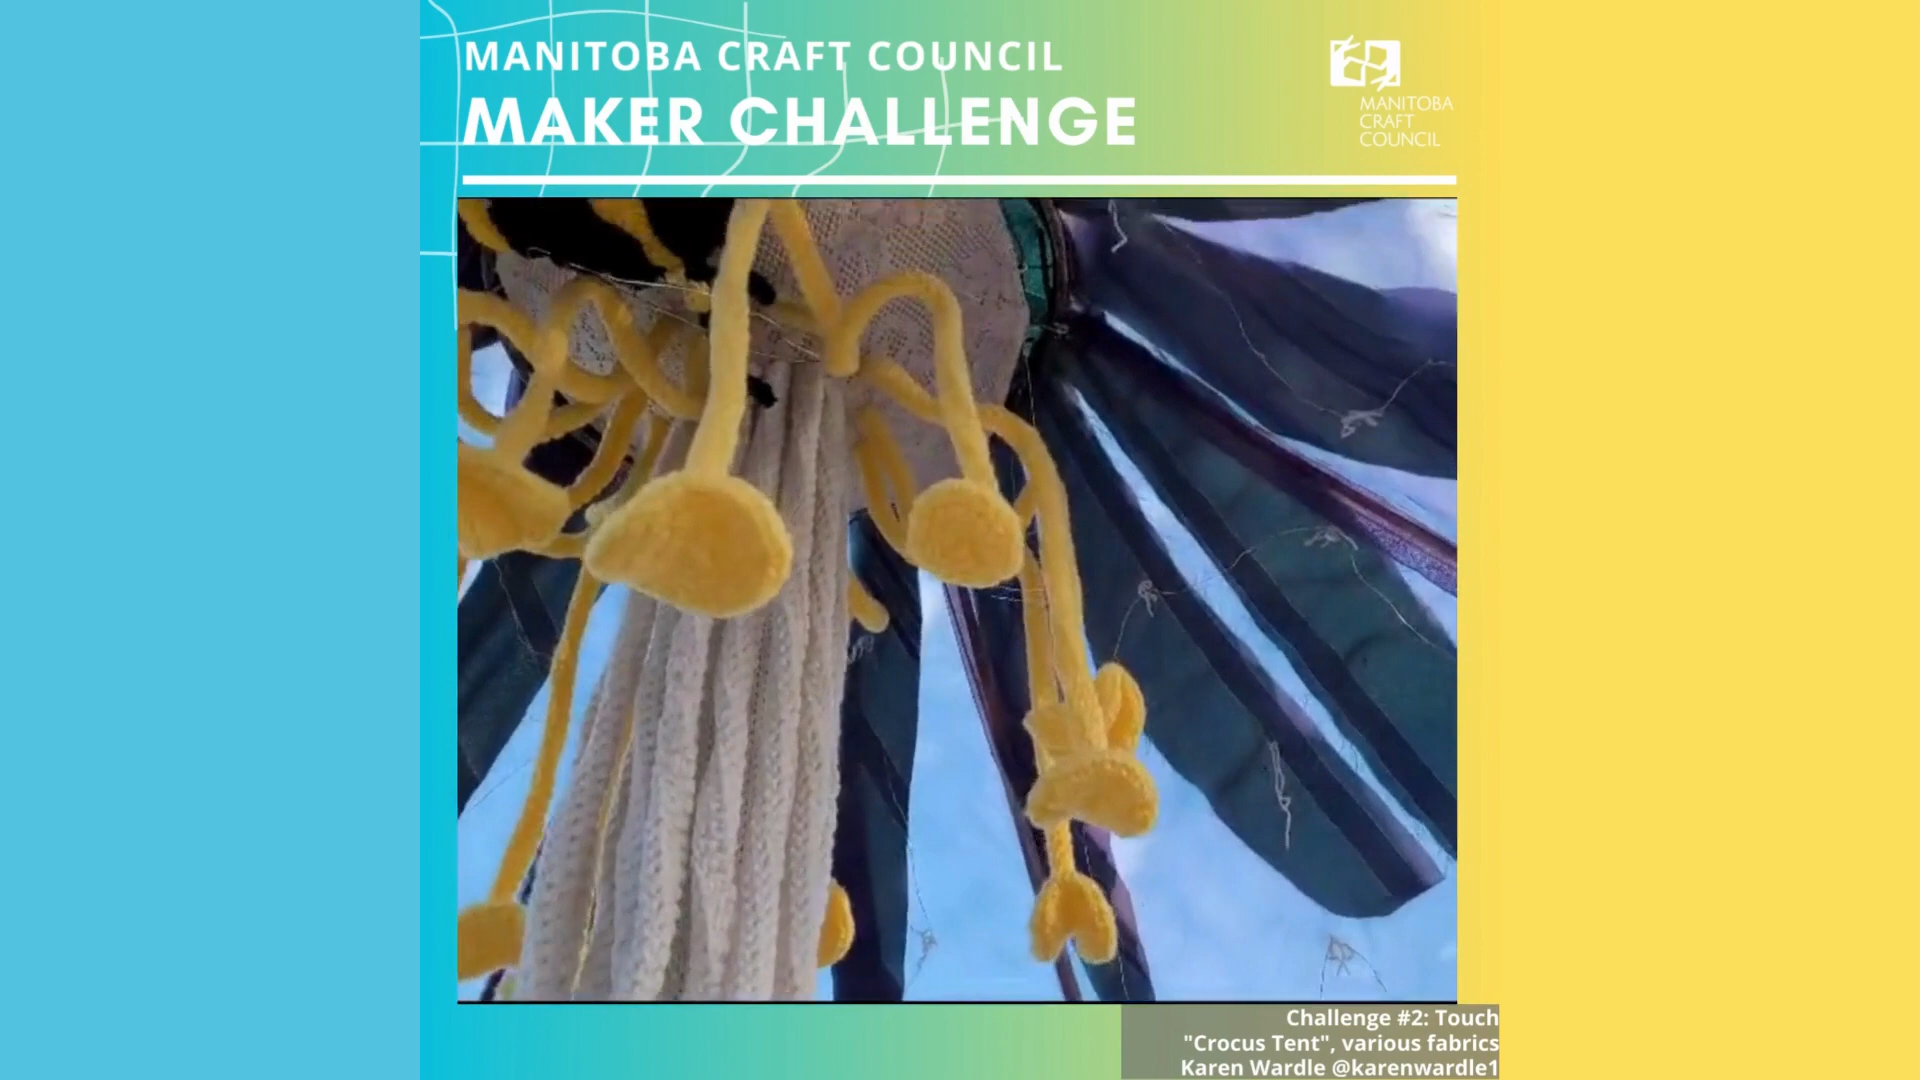 MANITOBA CRAFT COUNCIL
MAKER CHALLENGE
MANITOBA
CRAFT
COUNCIL
Challenge #2: Touch
"Crocus Tent", various fabrics
Karen Wardle @karenwardle1